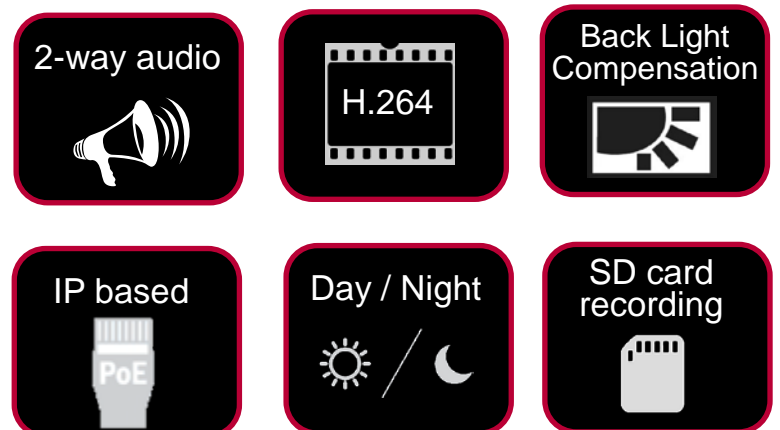 2-way audio
H.264
Back Light
Compensation
IP based
PoE
Day / Night
SD card
recording